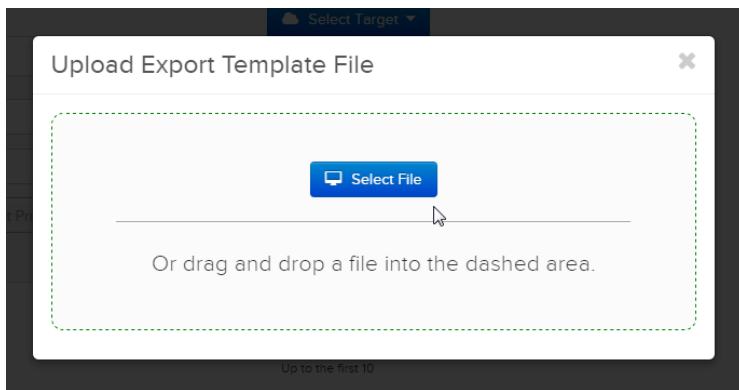 Select Target
Upload Export Template File
Select File
Or drag and drop a file into the dashed area.
Up to the first 10